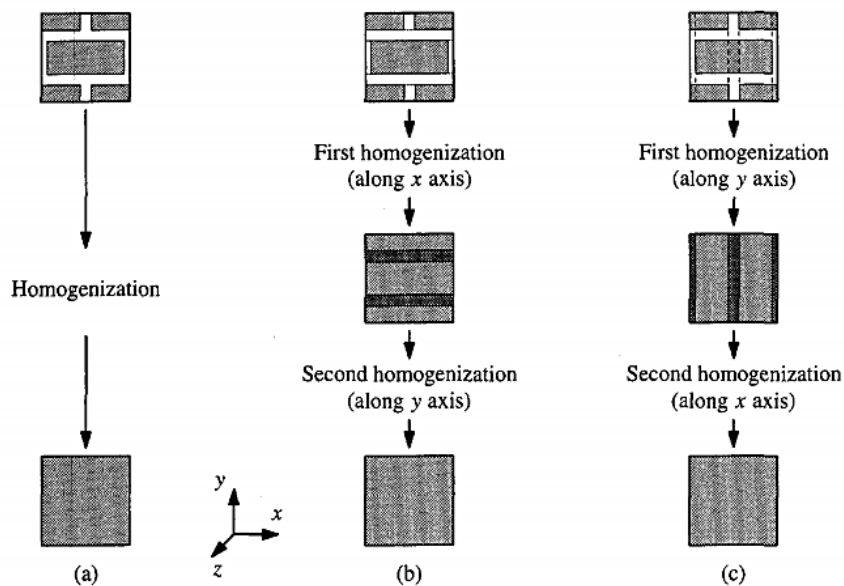 First homogenization
(along x axis)
First homogenization
(along y axis)
Homogenization
Second homogenization
(along y axis)
Second homogenization
(along x axis)
y
x
z
(a)
(b)
(c)